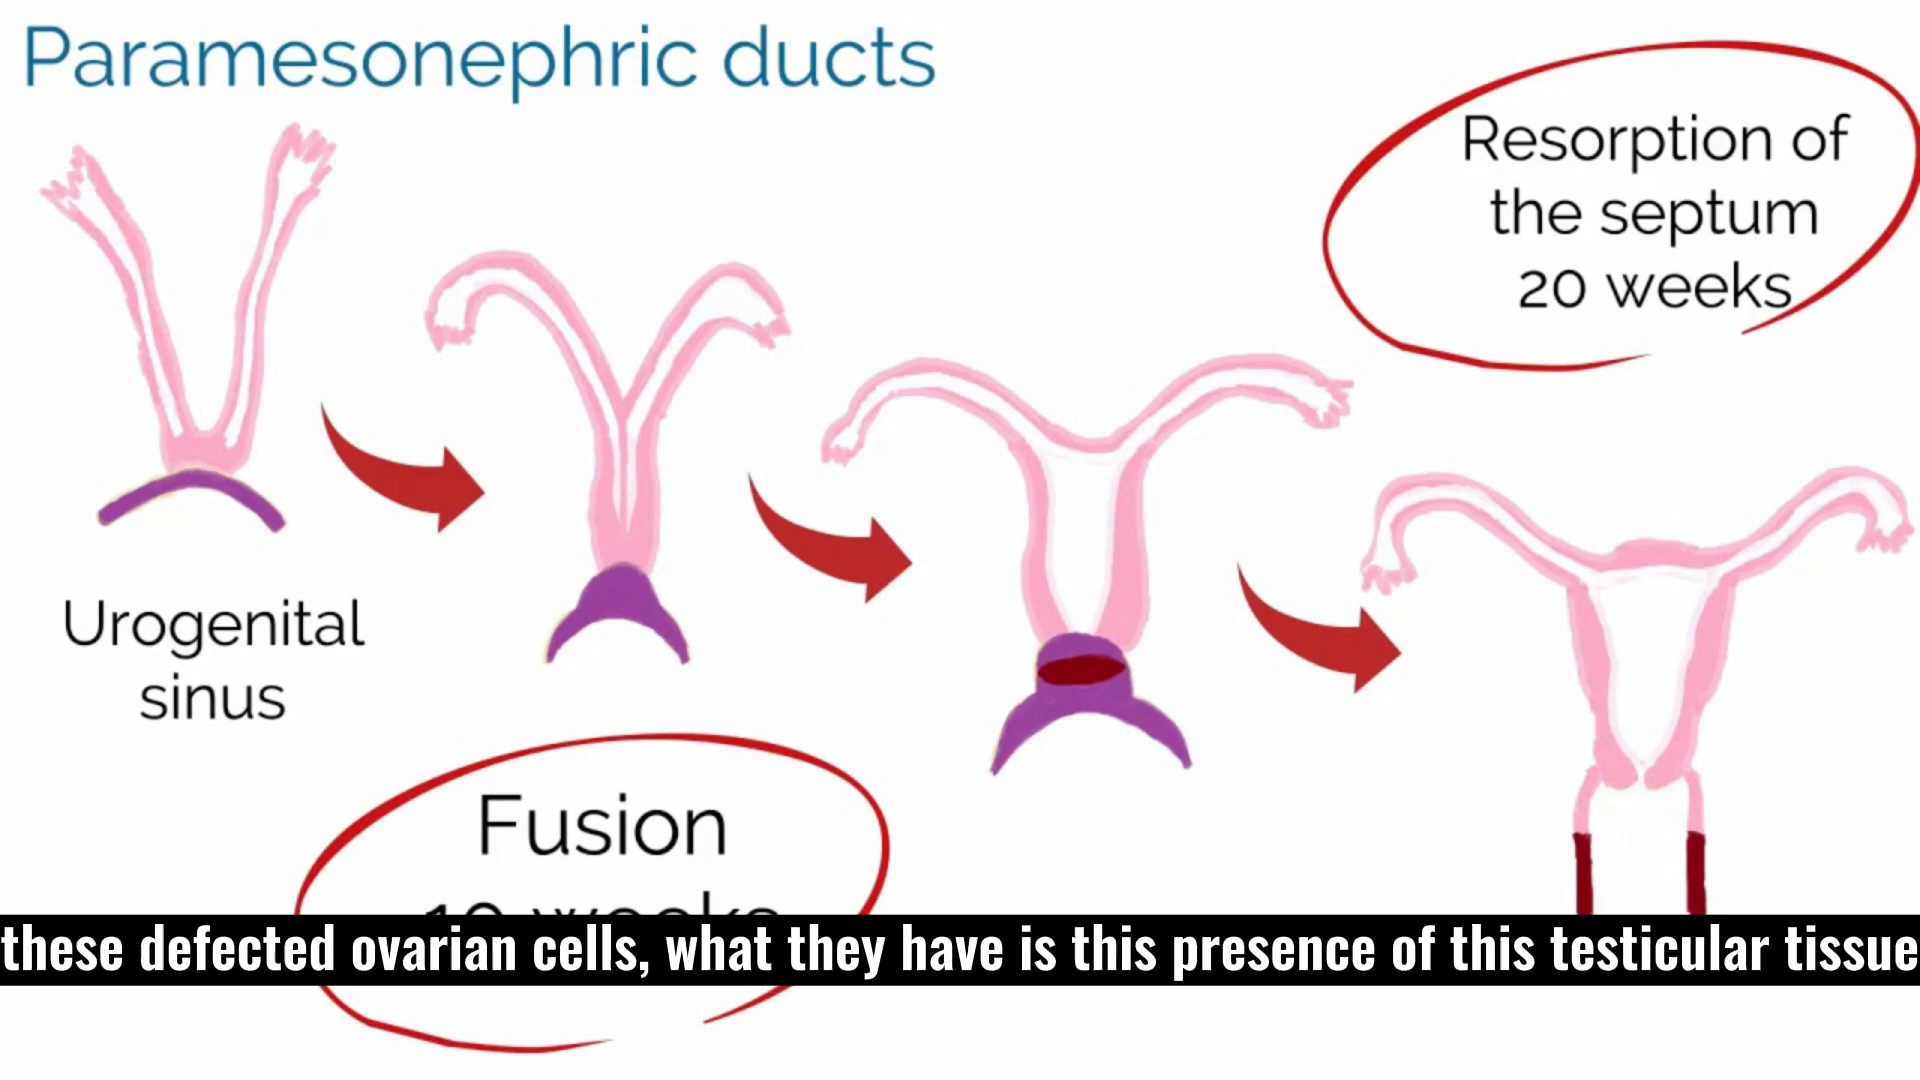 Paramesonephric ducts
Resorption of
the septum
20 weeks
Urogenital
sinus
Fusion
weeks
these defected ovarian cells, what they have is this presence of this testicular tissue